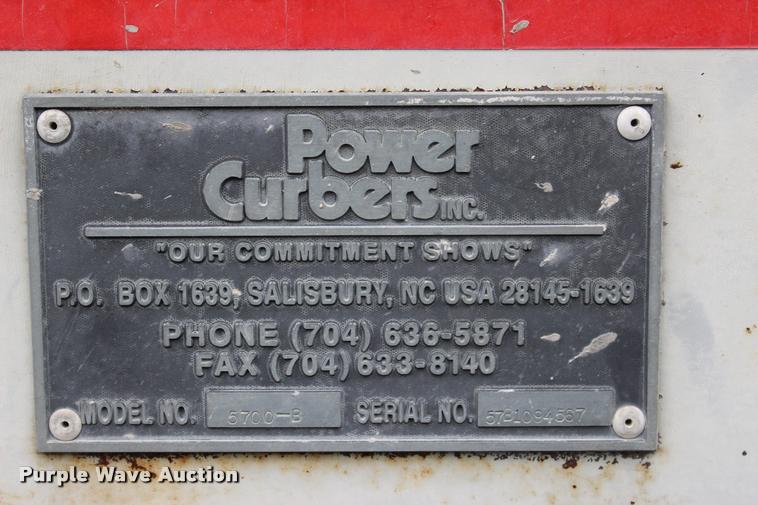 Power
Curbers INC.
"OUR COMMITMENT SHOWS"
P.O. BOX 1639, SALISBURY, NC USA 28145-1639
PHONE (704) 636-5871
FAX (704) 633-8140
MODEL NO. 5700-B SERIAL NO.
Purple Wave Auction